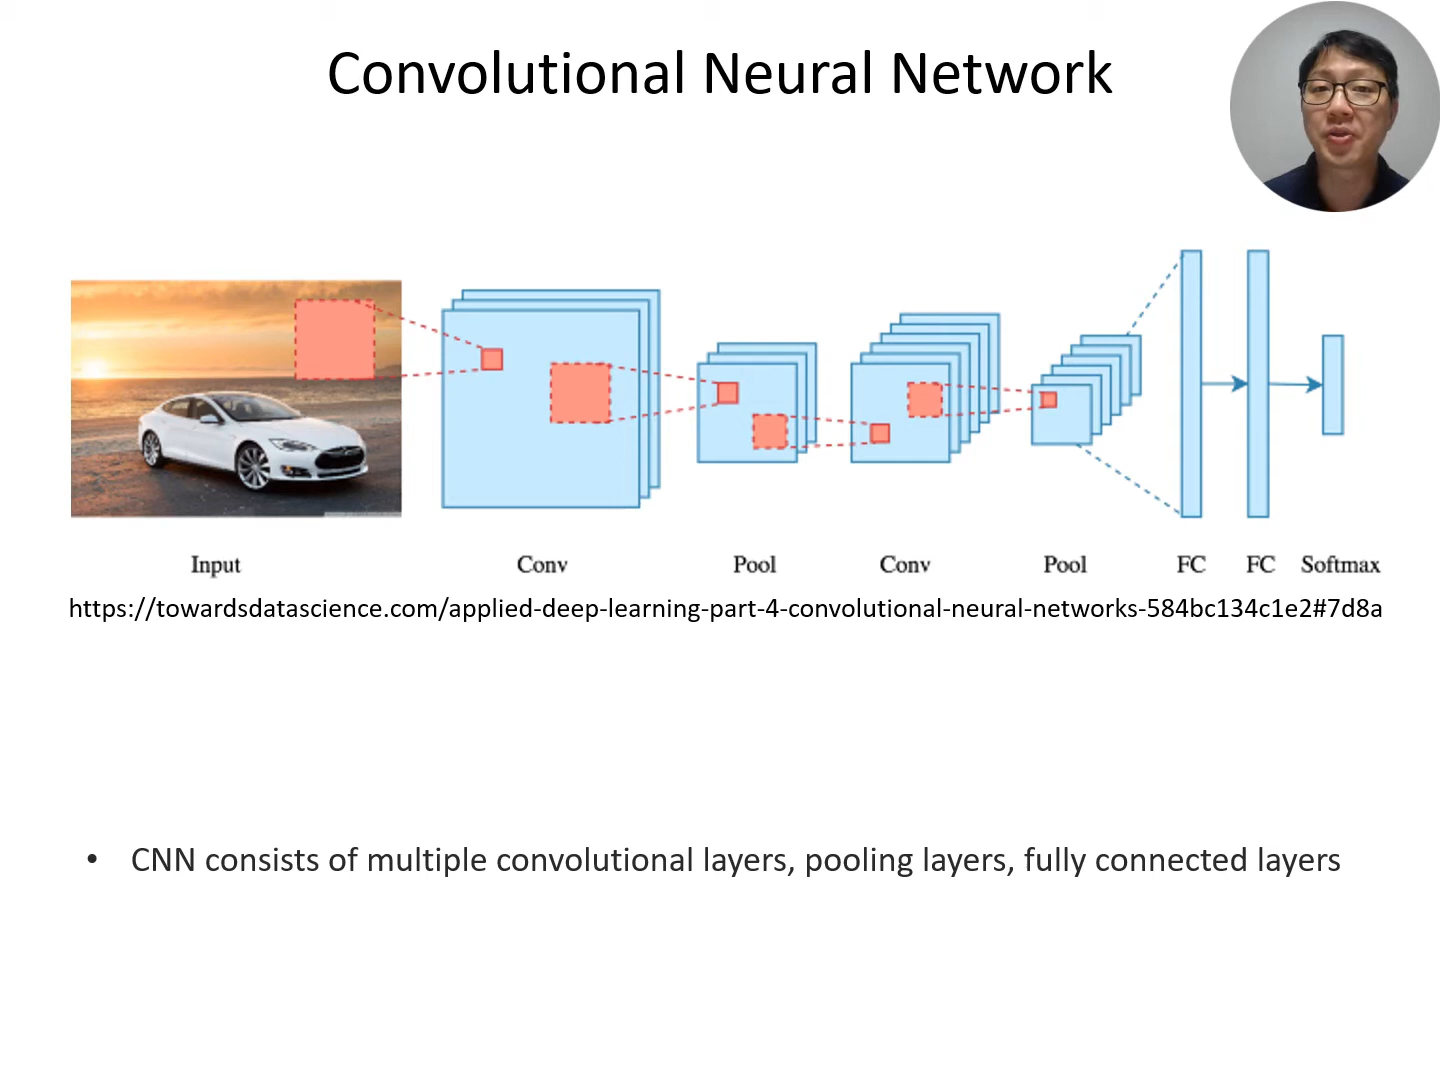 Convolutional Neural Network
Input Conv Pool Conv Pool FC FC Softmax
https://towardsdatascience.com/applied-deep-learning-part-4-convolutional-neural-networks-584bc134c1e2#7d8a
• CNN consists of multiple convolutional layers, pooling layers, fully connected layers